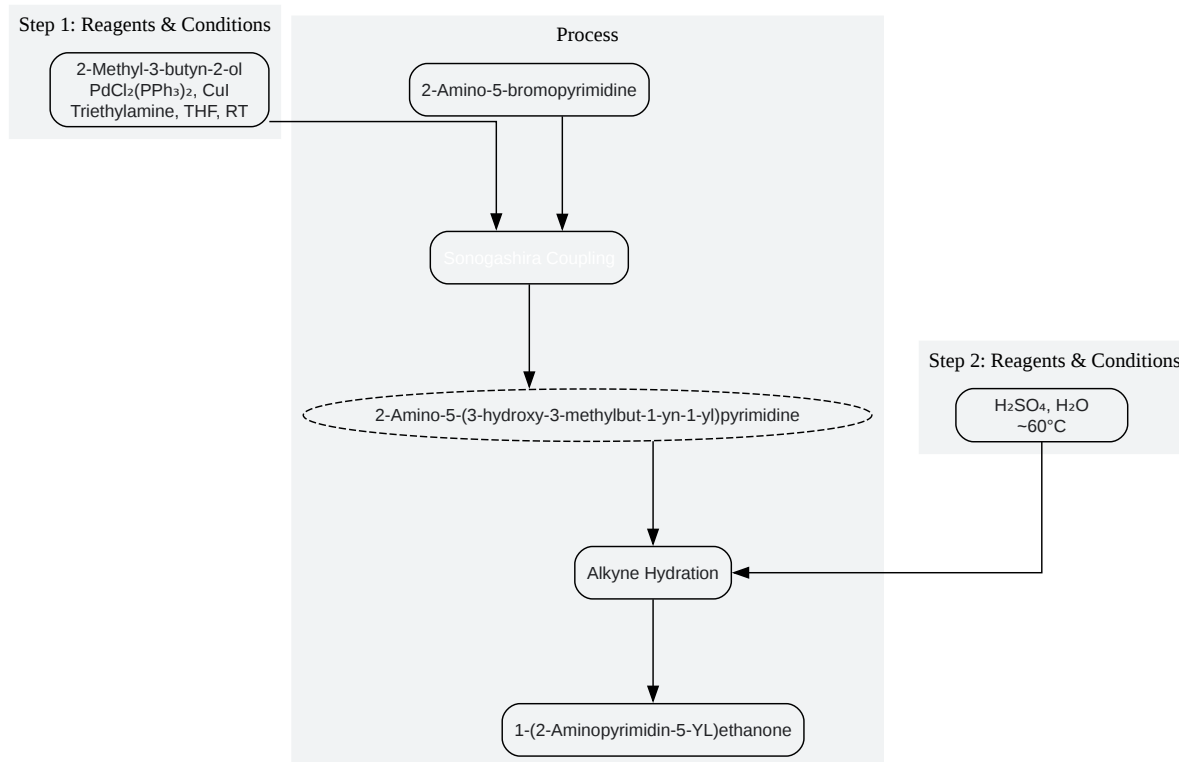 Step 1: Reagents & Conditions
2-Methyl-3-butyn-2-ol
PdCl₂(PPh₃)₂, CuI
Triethylamine, THF, RT
Process
2-Amino-5-bromopyrimidine
Sonogashira Coupling
2-Amino-5-(3-hydroxy-3-methylbut-1-yn-1-yl)pyrimidine
Step 2: Reagents & Conditions
H₂SO₄, H₂O
~60°C
Alkyne Hydration
1-(2-Aminopyrimidin-5-YL)ethanone